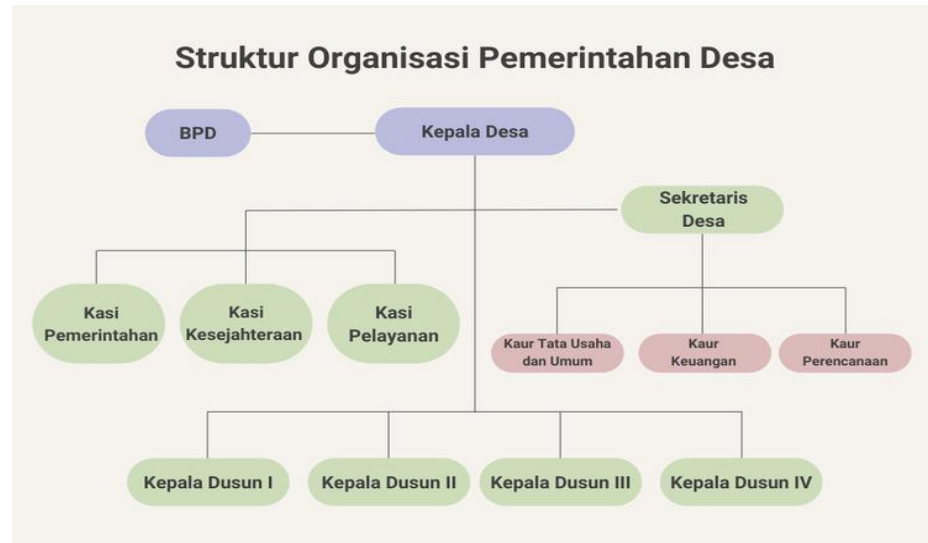 Struktur Organisasi Pemerintahan Desa
BPD
Kepala Desa
Sekretaris
Desa
Kasi
Pemerintahan
Kasi
Kesejahteraan
Kasi
Pelayanan
Kaur Tata Usaha
dan Umum
Kaur
Keuangan
Kaur
Perencanaan
Kepala Dusun I
Kepala Dusun II
Kepala Dusun III
Kepala Dusun IV